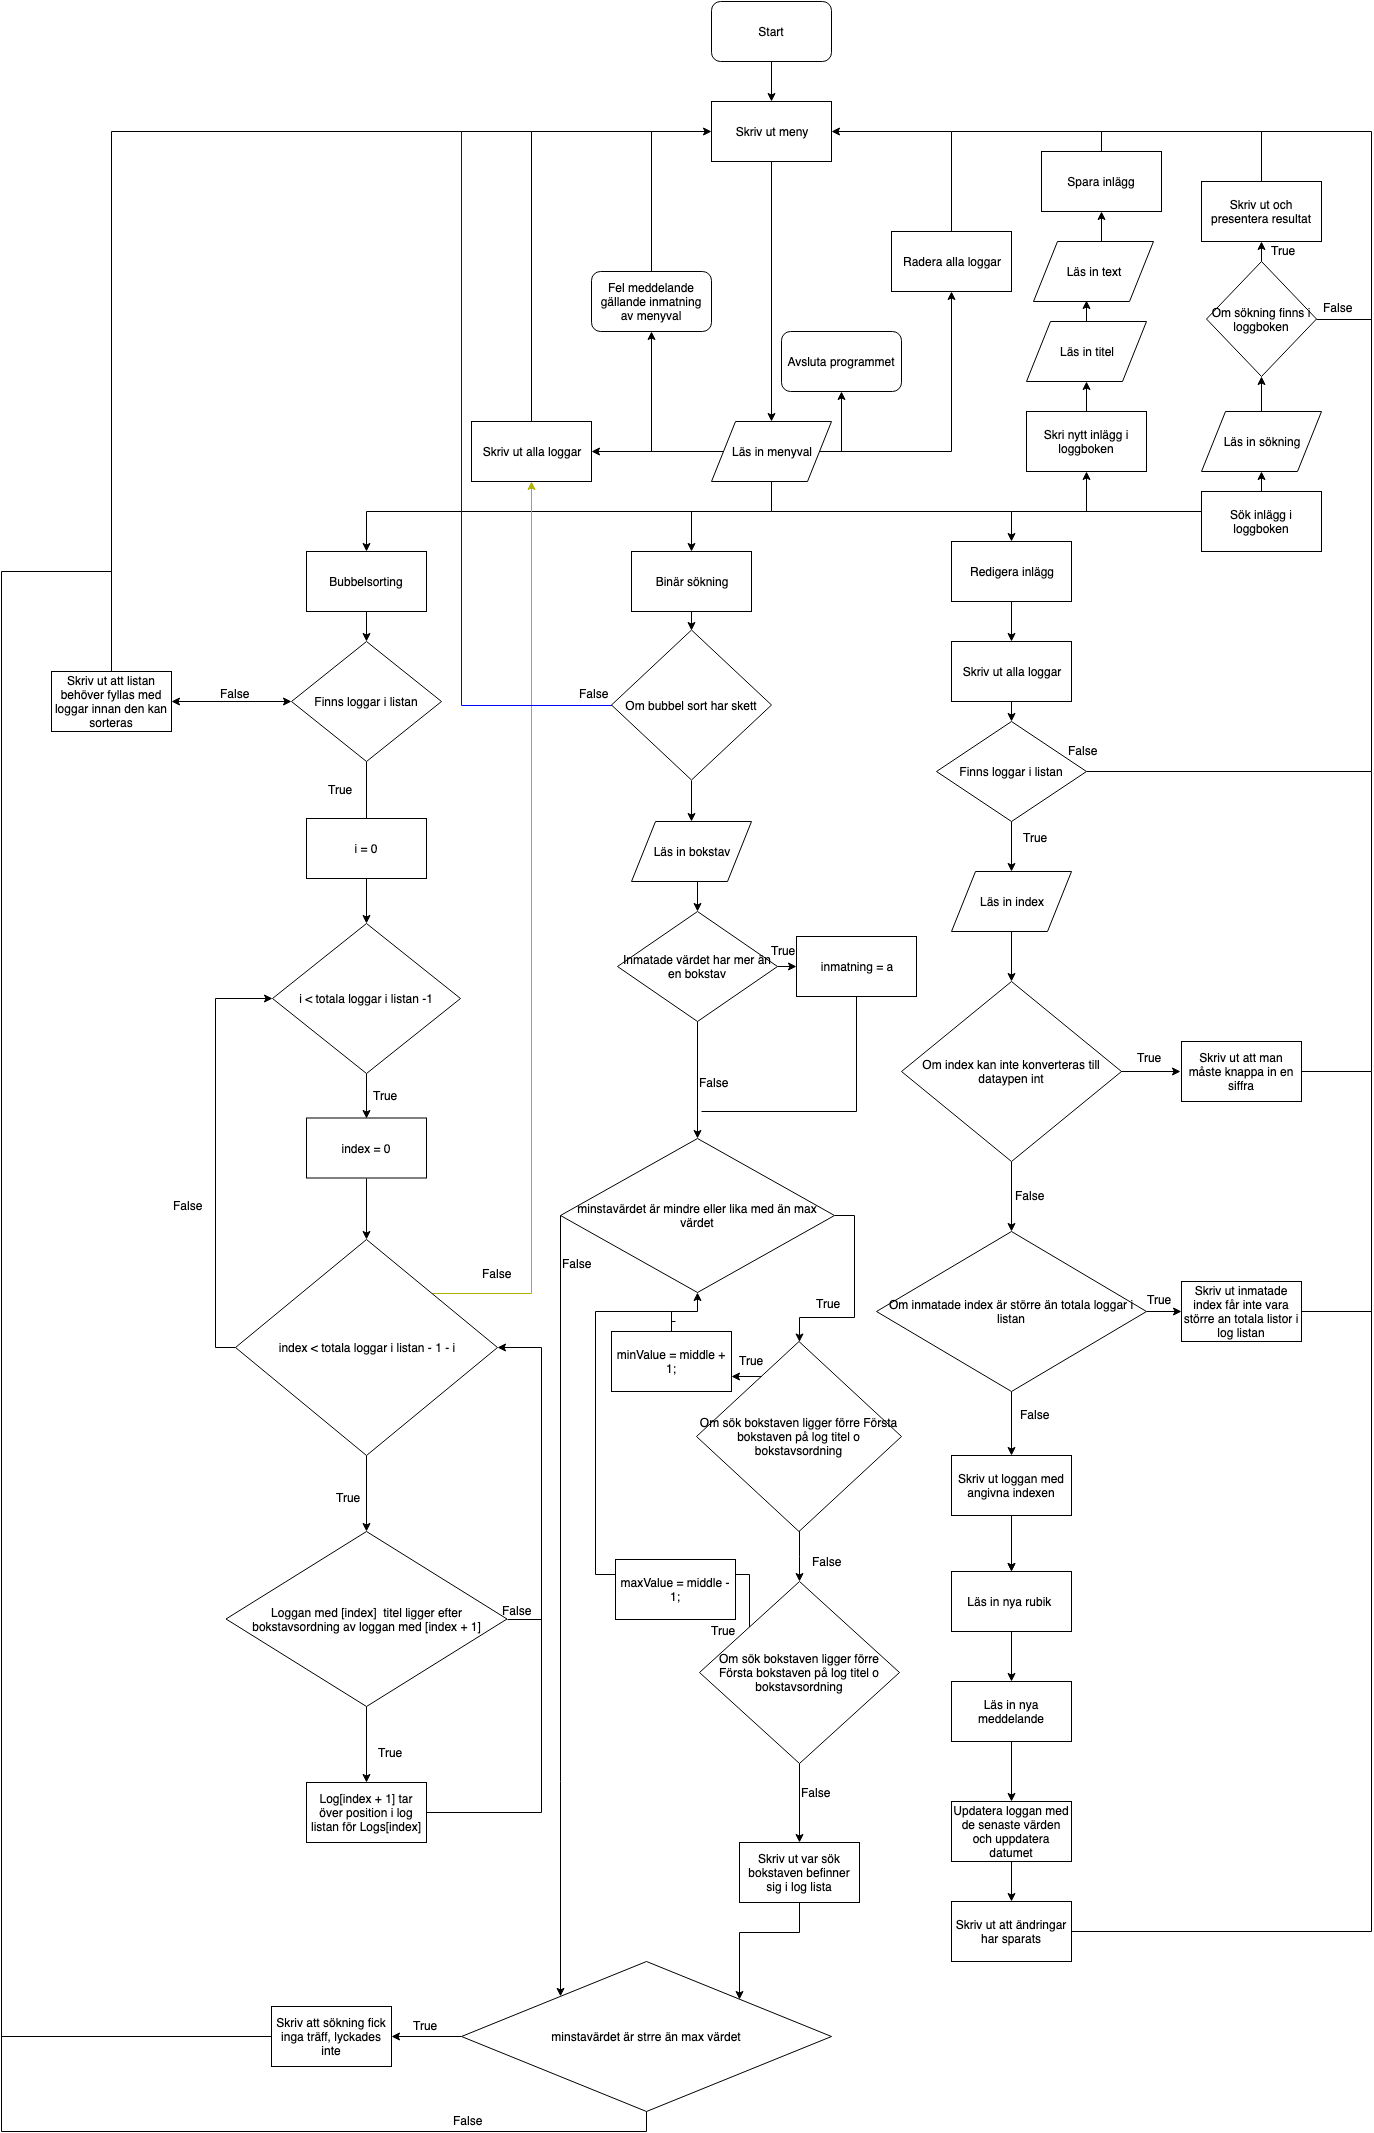 Start
Skriv ut meny
Spara inlägg
Skriv ut och
presentera resultat
True
Läs in text
Radera alla loggar
Fel meddelande
gällande inmatning
av menyval
Om sökning finns i
loggboken
False
Läs in titel
Avsluta programmet
Skriv ut alla loggar
Läs in menyval
Skri nytt inlägg i
loggboken
Läs in sökning
Sök inlägg i
loggboken
Bubbelsorting
Binär sökning
Redigera inlägg
Skriv ut alla loggar
Skriv ut att listan
behöver fyllas med
loggar innan den kan
sorteras
False
Finns loggar i listan
False
Om bubbel sort har skett
False
Finns loggar i listan
True
True
i = 0
Läs in bokstav
Läs in index
i < totala loggar i listan -1
Inmatade värdet har mer än
en bokstav
True
inmatning = a
True
False
Om index kan inte konverteras till
dataypen int
True
Skriv ut att man
måste knappa in en
siffra
index = 0
False
False
minstavärdet är mindre eller lika med än max
värdet
False
False
True
Om inmatade index är större än totala loggar i
listan
True
Skriv ut inmatade
index får inte vara
större an totala listor i
log listan
index < totala loggar i listan - 1 - i
minValue = middle +
1;
True
Om sök bokstaven ligger förre Första
bokstaven på log titel o
bokstavsordning
False
Skriv ut loggan med
angivna indexen
True
False
Loggan med [index]  titel ligger efter
bokstavsordning av loggan med [index + 1]
False
maxValue = middle -
1;
True
Läs in nya rubik
Om sök bokstaven ligger förre
Första bokstaven på log titel o
bokstavsordning
Läs in nya
meddelande
True
False
Log[index + 1] tar
över position i log
listan för Logs[index]
Updatera loggan med
de senaste värden
och uppdatera
datumet
Skriv ut var sök
bokstaven befinner
sig i log lista
Skriv ut att ändringar
har sparats
Skriv att sökning fick
inga träff, lyckades
inte
True
minstavärdet är strre än max värdet
False